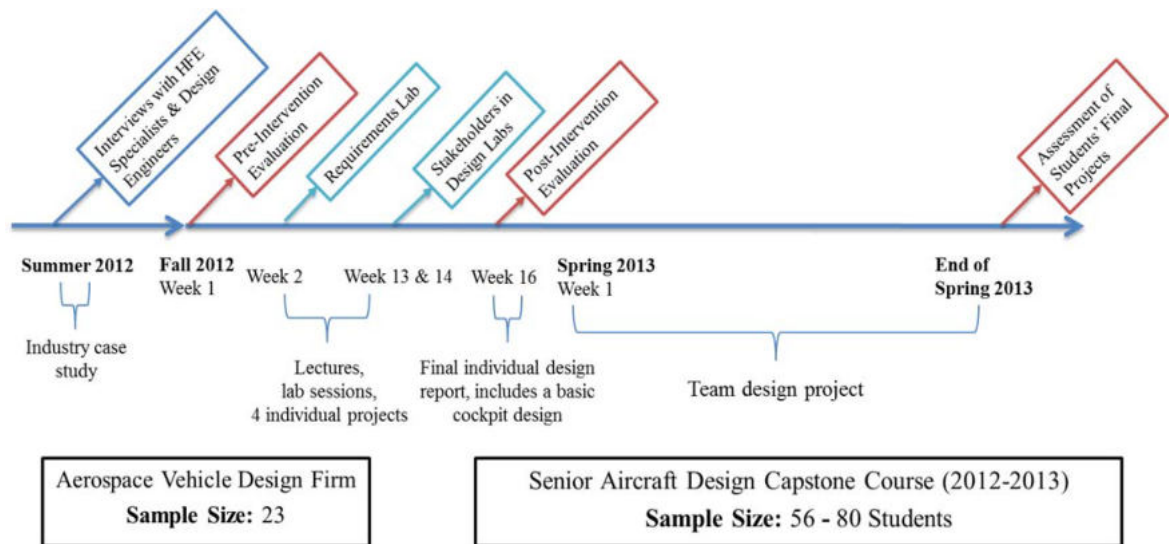 Interviews with HFE
Specialists & Design
Engineers
Pre-Intervention
Evaluation
Requirements Lab
Stakeholders in
Design Labs
Post-Intervention
Evaluation
Assessment of
Students' Final
Projects
Summer 2012
Fall 2012
Week 1
Week 2
Week 13 & 14
Week 16
Spring 2013
Week 1
End of
Spring 2013
Industry case
study
Lectures,
lab sessions,
4 individual projects
Final individual design
report, includes a basic
cockpit design
Team design project
Aerospace Vehicle Design Firm
Sample Size: 23
Senior Aircraft Design Capstone Course (2012-2013)
Sample Size: 56 - 80 Students